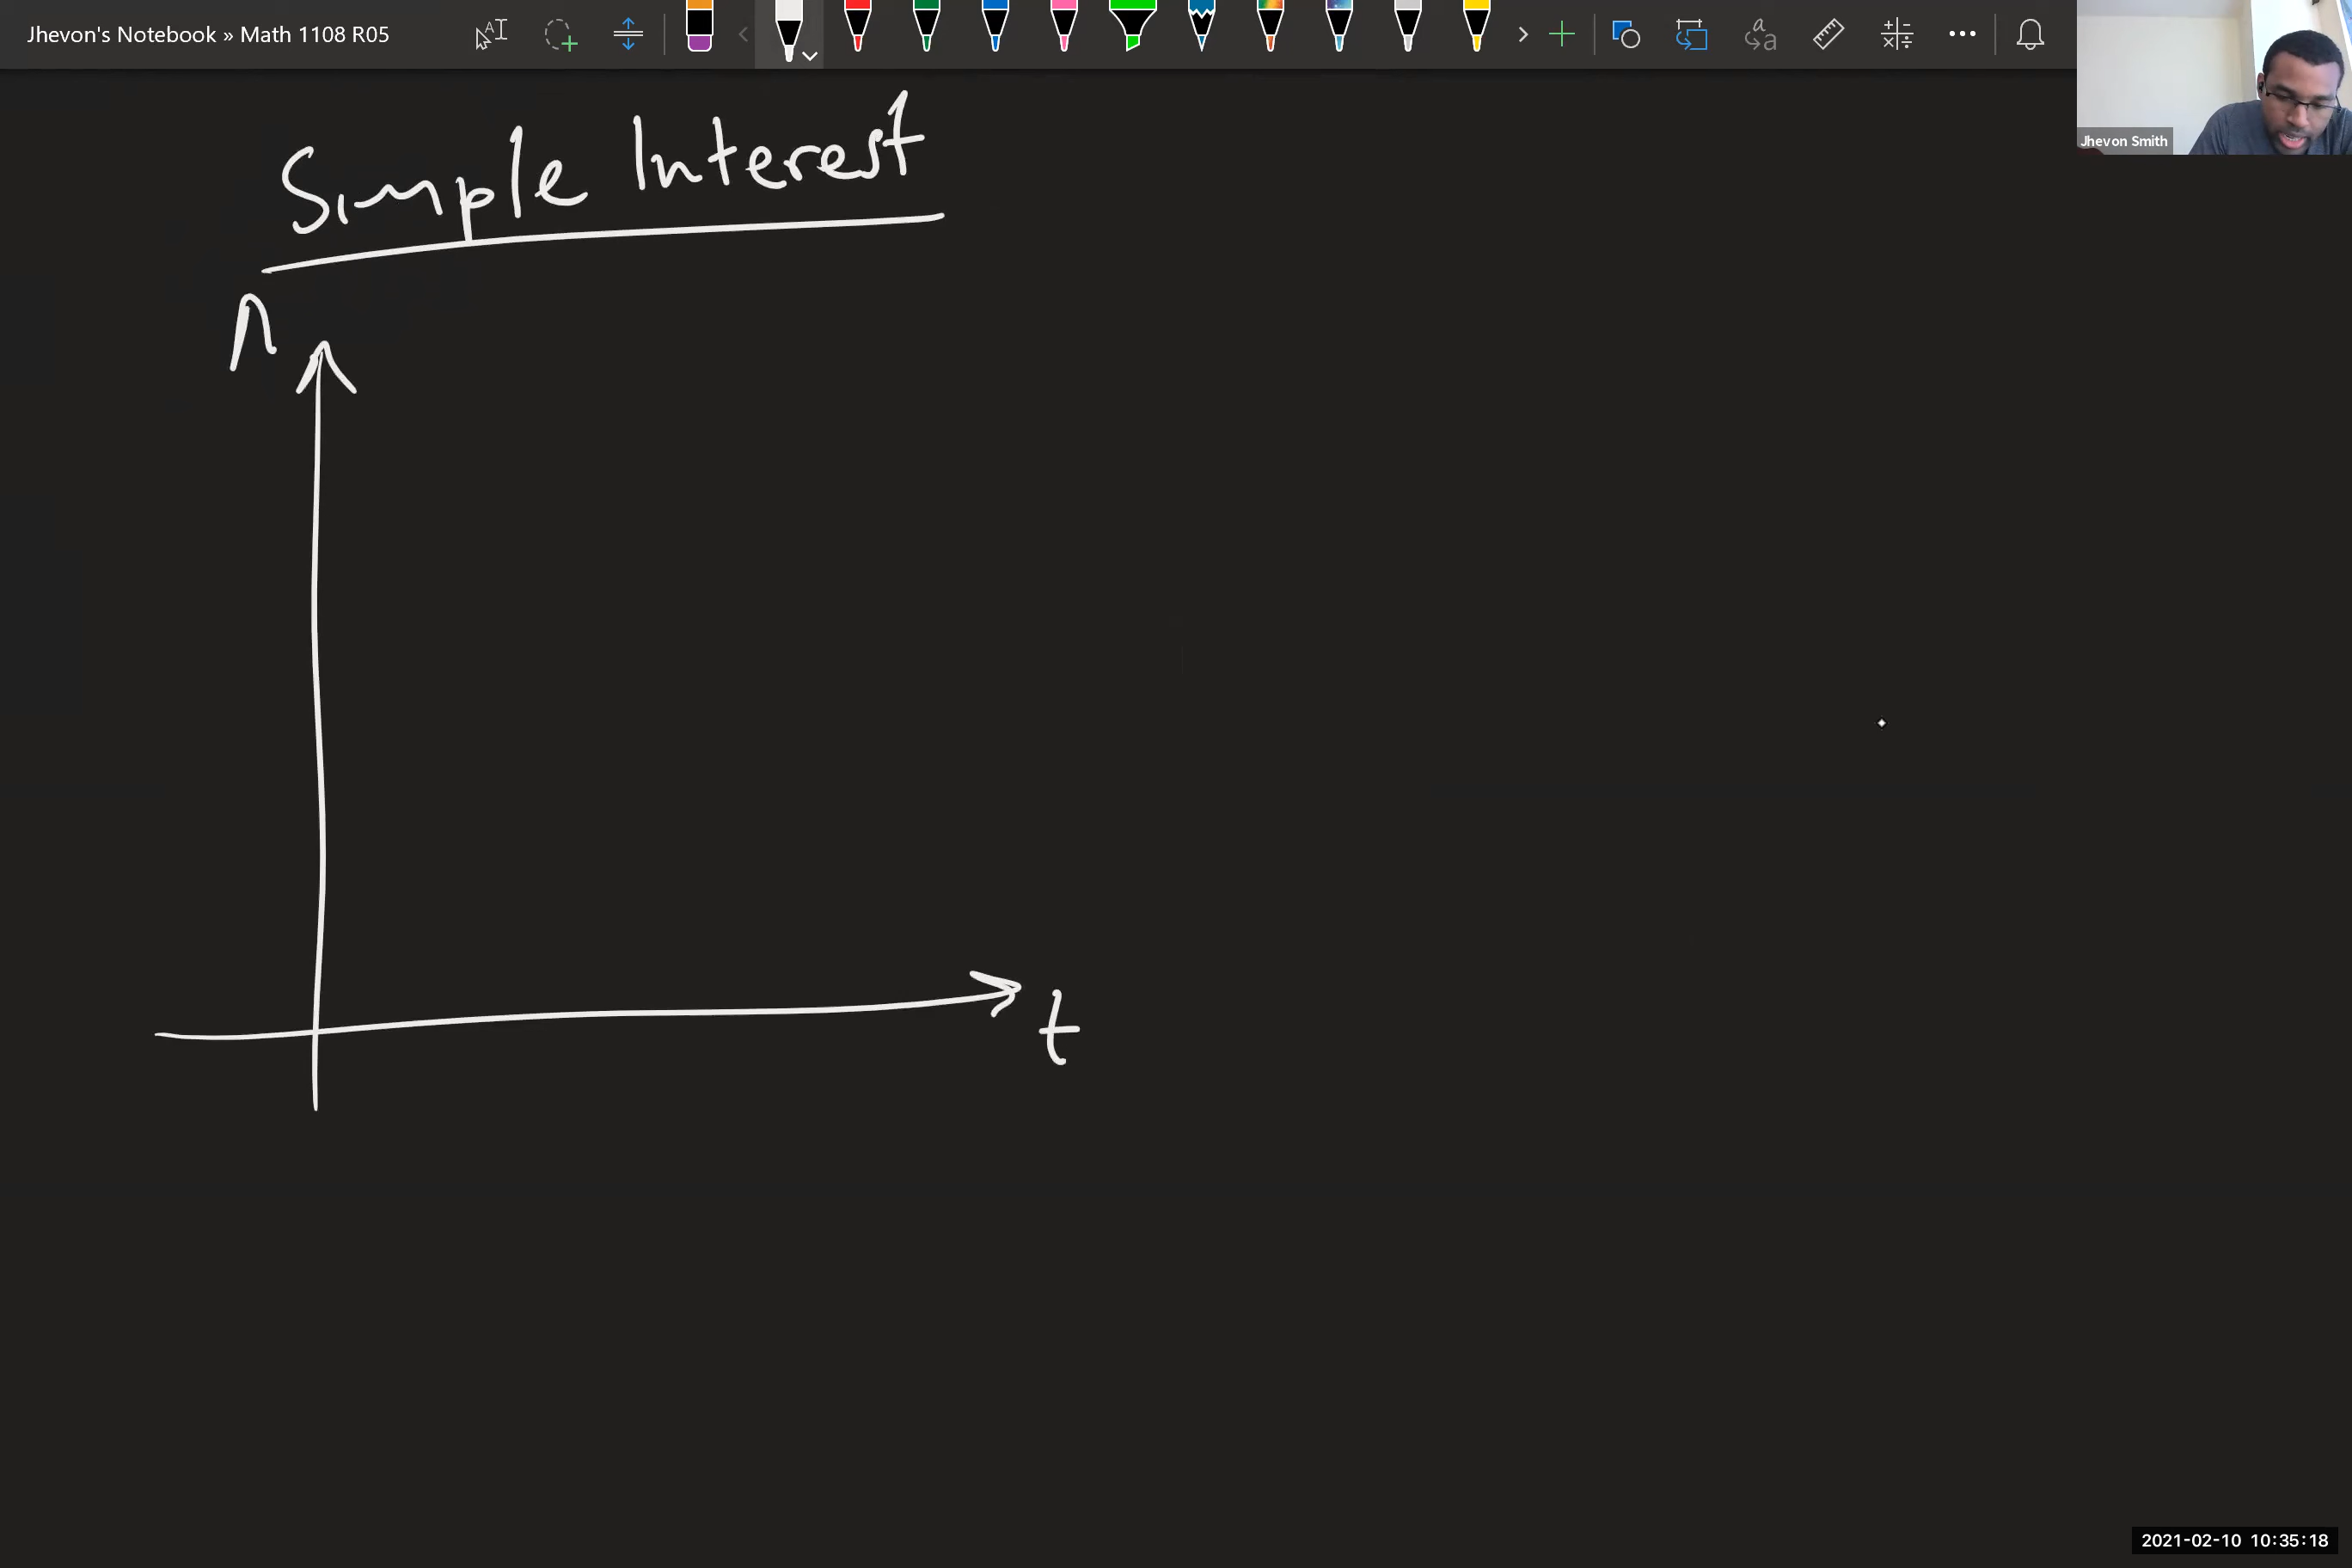 Jhevon's Notebook » Math 1108 R05
Jhevon Smith
Simple Interest
t
2021-02-10 10:35:18